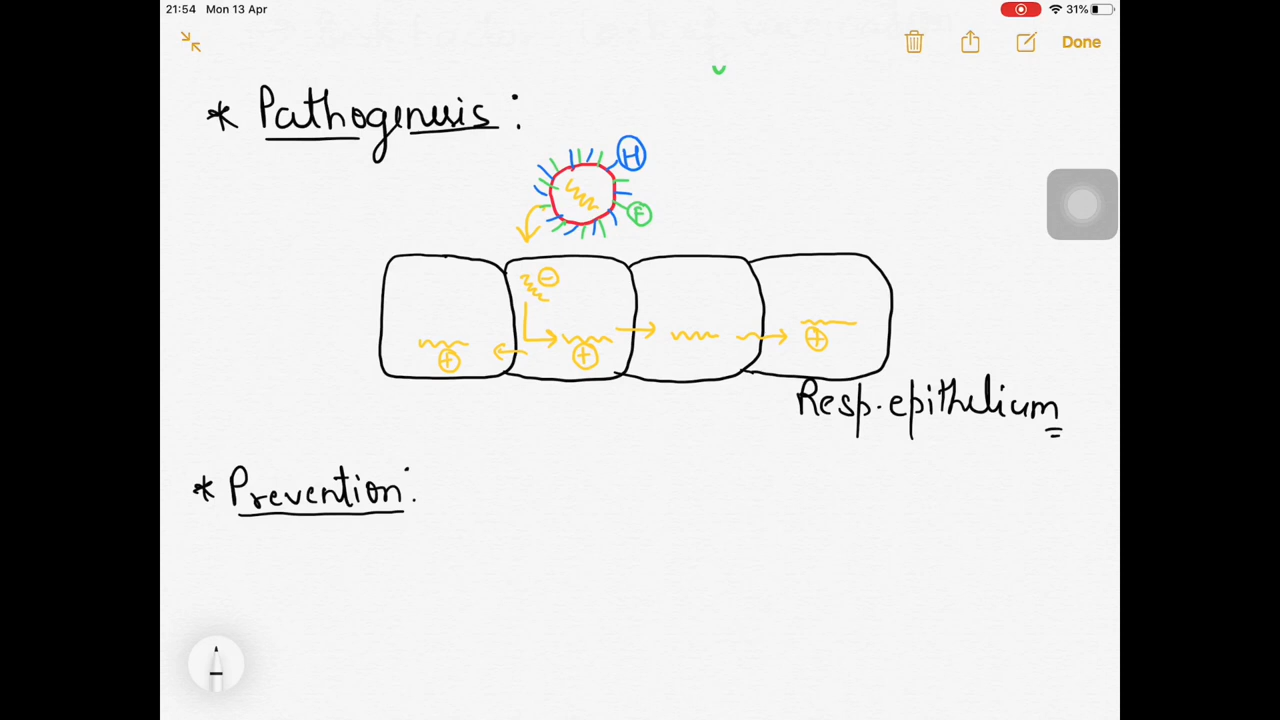 21:54 Mon 13 Apr 31%
Done
* Pathogenesis :
H
F
Resp. epithelium
* Prevention :